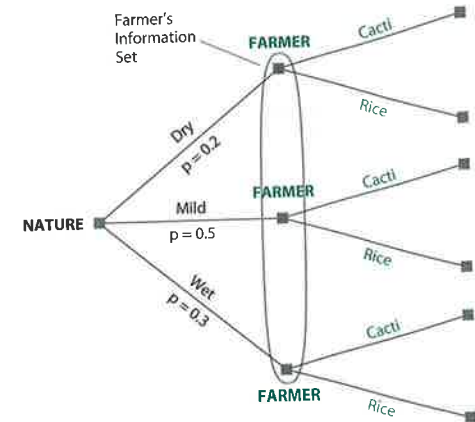 Farmer's
Information
Set
FARMER
Cacti
Rice
Dry
p = 0.2
FARMER
Cacti
Rice
NATURE
Mild
p = 0.5
Wet
p = 0.3
Cacti
FARMER
Rice